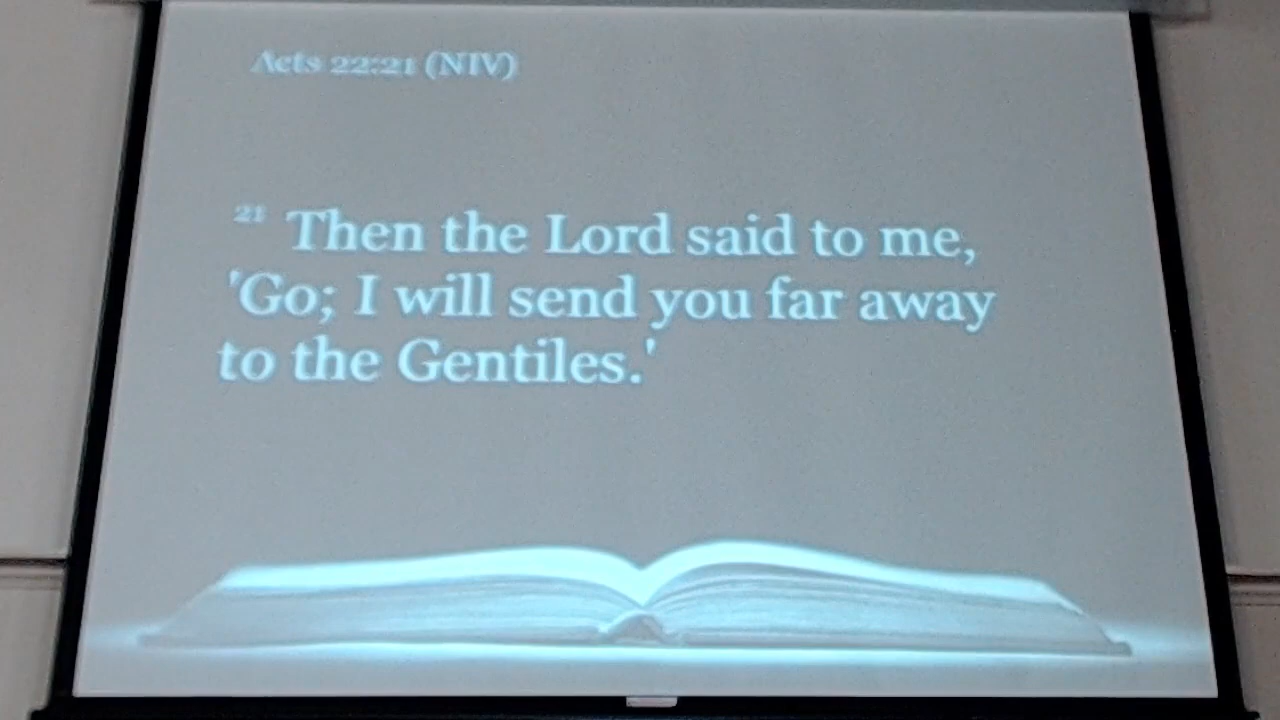 Acts 22:21 (NIV)
21 Then the Lord said to me,
'Go; I will send you far away
to the Gentiles.'